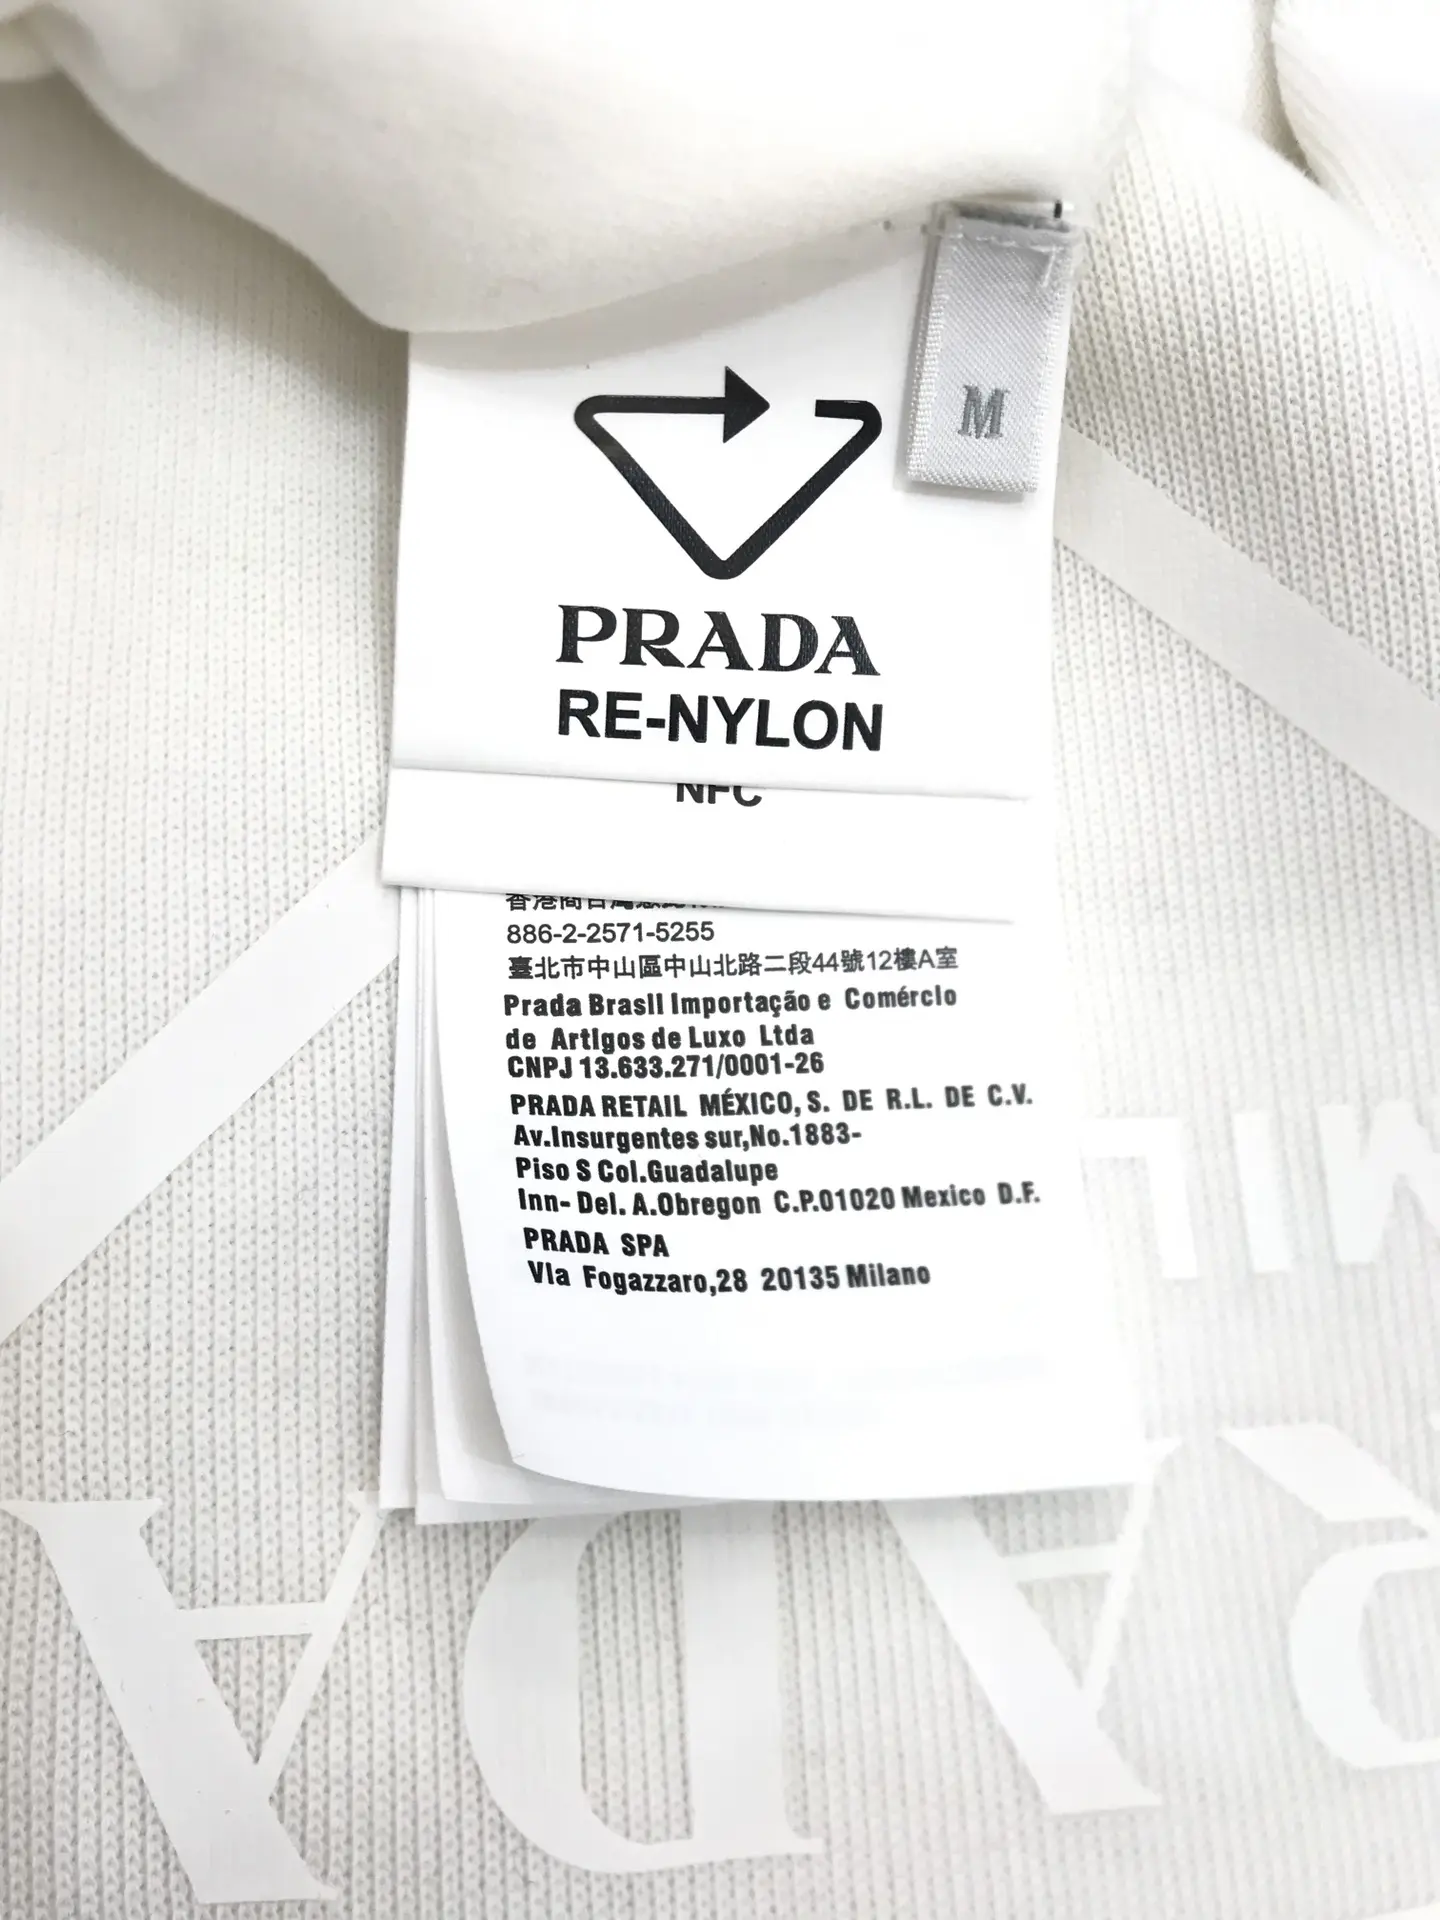 M
PRADA
RE-NYLON
NFC
886-2-2571-5255
臺北市中山區中山北路二段44號12樓A室
Prada Brasil Importação e Comércio
de Artigos de Luxo Ltda
CNPJ 13.633.271/0001-26
PRADA RETAIL MÉXICO, S. DE R.L. DE C.V.
Av.Insurgentes sur,No.1883-
Piso S Col.Guadalupe
Inn- Del. A.Obregon C.P.01020 Mexico D.F.
PRADA SPA
Via Fogazzaro,28 20135 Milano